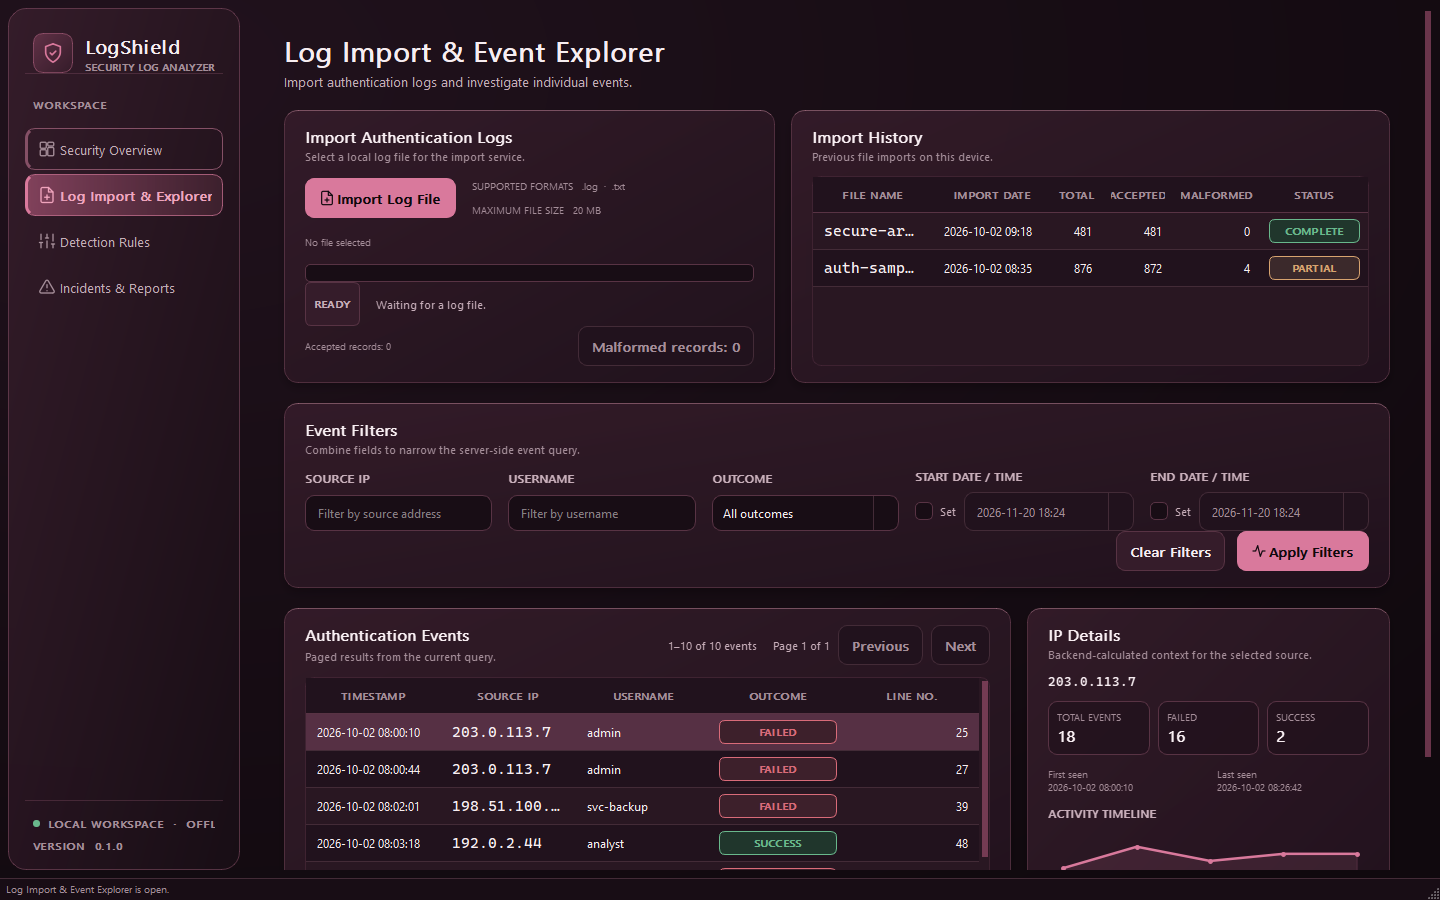 LogShield
SECURITY LOG ANALYZER
WORKSPACE
Security Overview
Log Import & Explorer
Detection Rules
Incidents & Reports
LOCAL WORKSPACE · OFFL
VERSION 0.1.0
Log Import & Event Explorer
Import authentication logs and investigate individual events.
Import Authentication Logs
Select a local log file for the import service.
Import Log File
SUPPORTED FORMATS .log · .txt
MAXIMUM FILE SIZE 20 MB
No file selected
READY Waiting for a log file.
Accepted records: 0
Malformed records: 0
Import History
Previous file imports on this device.
FILE NAME IMPORT DATE TOTAL ACCEPTED MALFORMED STATUS
secure-ar… 2026-10-02 09:18 481 481 0 COMPLETE
auth-samp… 2026-10-02 08:35 876 872 4 PARTIAL
Event Filters
Combine fields to narrow the server-side event query.
SOURCE IP USERNAME OUTCOME START DATE / TIME END DATE / TIME
Filter by source address Filter by username All outcomes Set 2026-11-20 18:24 Set 2026-11-20 18:24
Clear Filters Apply Filters
Authentication Events
Paged results from the current query.
1–10 of 10 events Page 1 of 1 Previous Next
TIMESTAMP SOURCE IP USERNAME OUTCOME LINE NO.
2026-10-02 08:00:10 203.0.113.7 admin FAILED 25
2026-10-02 08:00:44 203.0.113.7 admin FAILED 27
2026-10-02 08:02:01 198.51.100.… svc-backup FAILED 39
2026-10-02 08:03:18 192.0.2.44 analyst SUCCESS 48
IP Details
Backend-calculated context for the selected source.
203.0.113.7
TOTAL EVENTS FAILED SUCCESS
18 16 2
First seen Last seen
2026-10-02 08:00:10 2026-10-02 08:26:42
ACTIVITY TIMELINE
Log Import & Event Explorer is open.